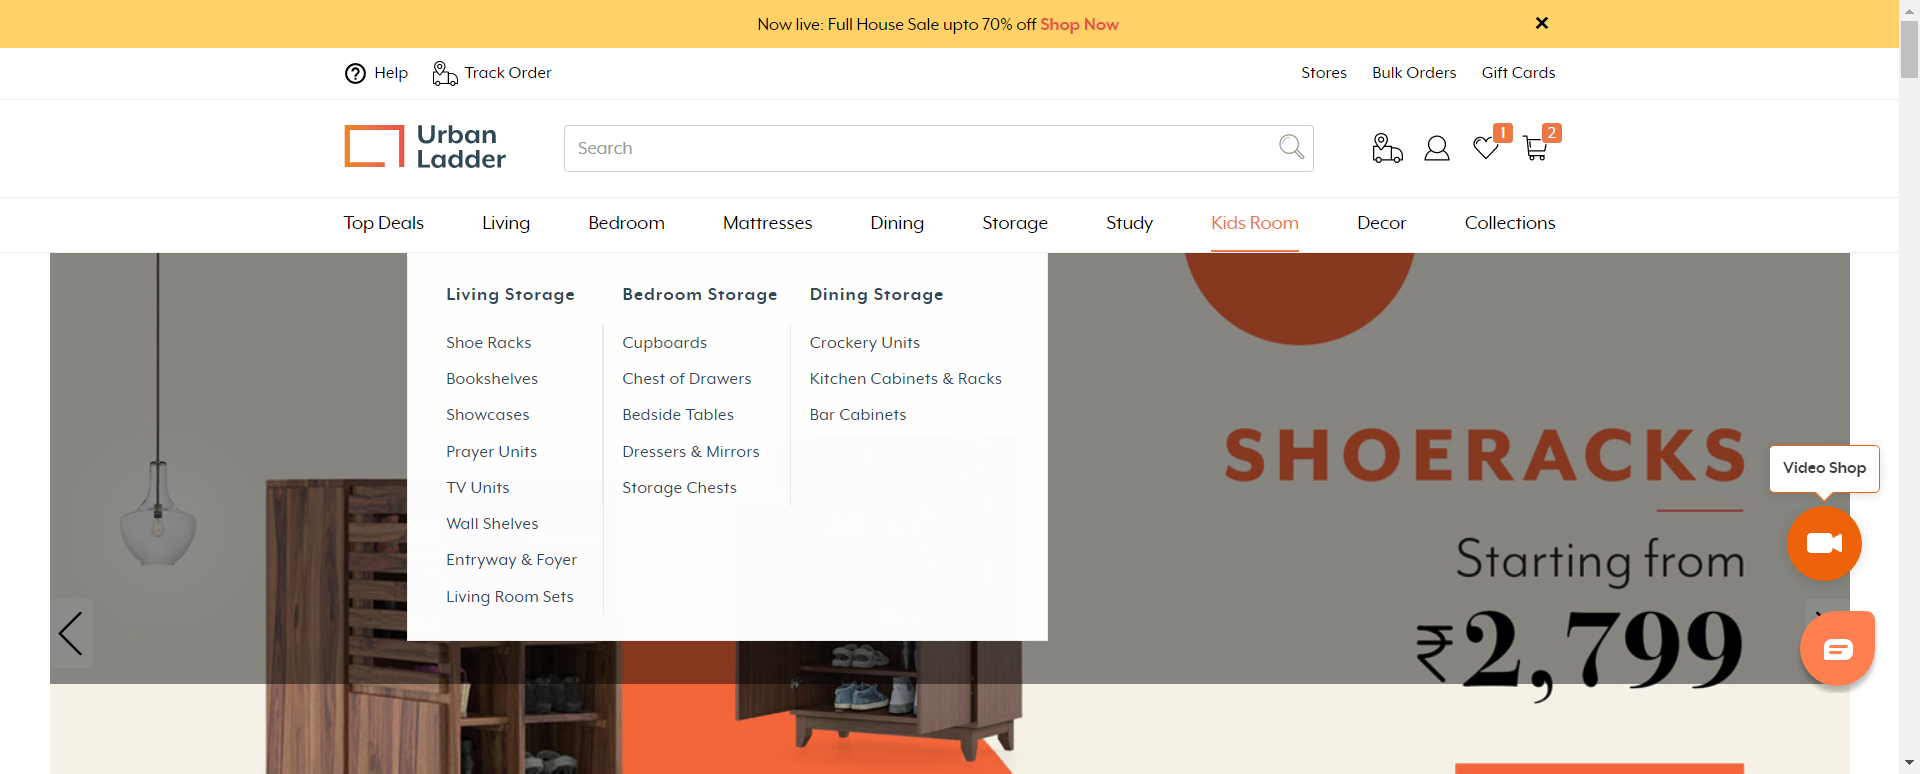 Now live: Full House Sale upto 70% off Shop Now
Help
Track Order
Stores
Bulk Orders
Gift Cards
Urban
Ladder
Search
1
2
Top Deals
Living
Bedroom
Mattresses
Dining
Storage
Study
Kids Room
Decor
Collections
Living Storage
Shoe Racks
Bookshelves
Showcases
Prayer Units
TV Units
Wall Shelves
Entryway & Foyer
Living Room Sets
Bedroom Storage
Cupboards
Chest of Drawers
Bedside Tables
Dressers & Mirrors
Storage Chests
Dining Storage
Crockery Units
Kitchen Cabinets & Racks
Bar Cabinets
SHOERACKS
Starting from
₹2,799
Video Shop